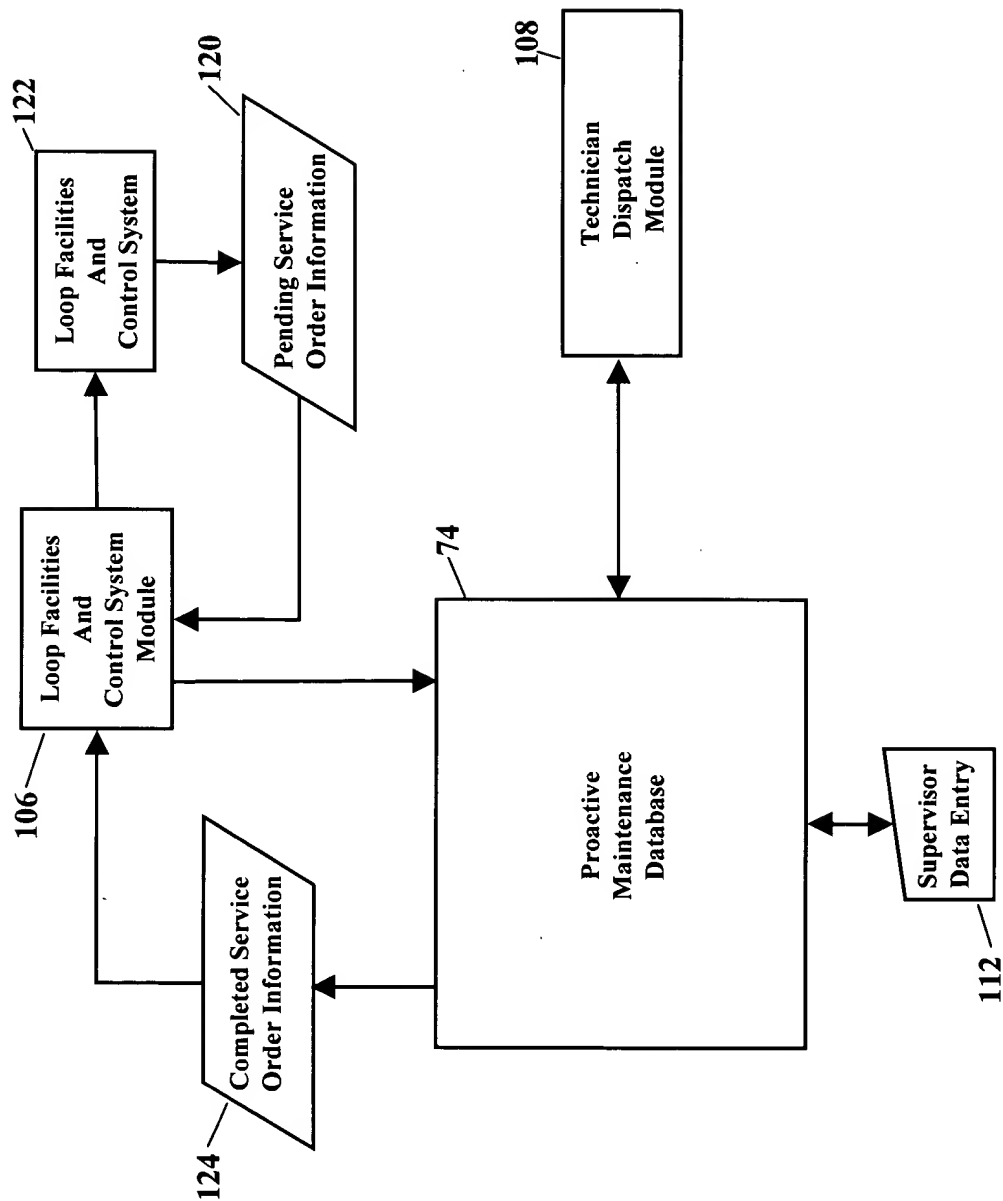 122
Loop Facilities
And
Control System
120
Pending Service
Order Information
106
Loop Facilities
And
Control System
Module
124
Completed Service
Order Information
74
Proactive
Maintenance
Database
108
Technician
Dispatch
Module
112
Supervisor
Data Entry